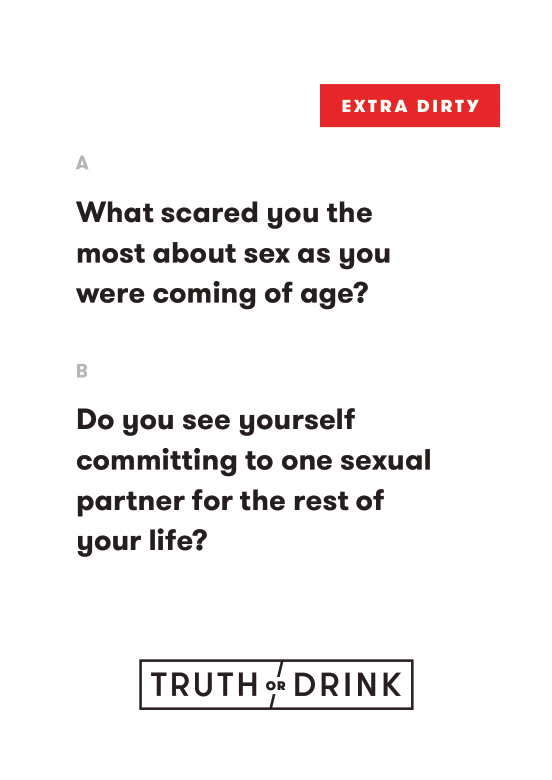 EXTRA DIRTY
A
What scared you the
most about sex as you
were coming of age?
B
Do you see yourself
committing to one sexual
partner for the rest of
your life?
TRUTH OR DRINK